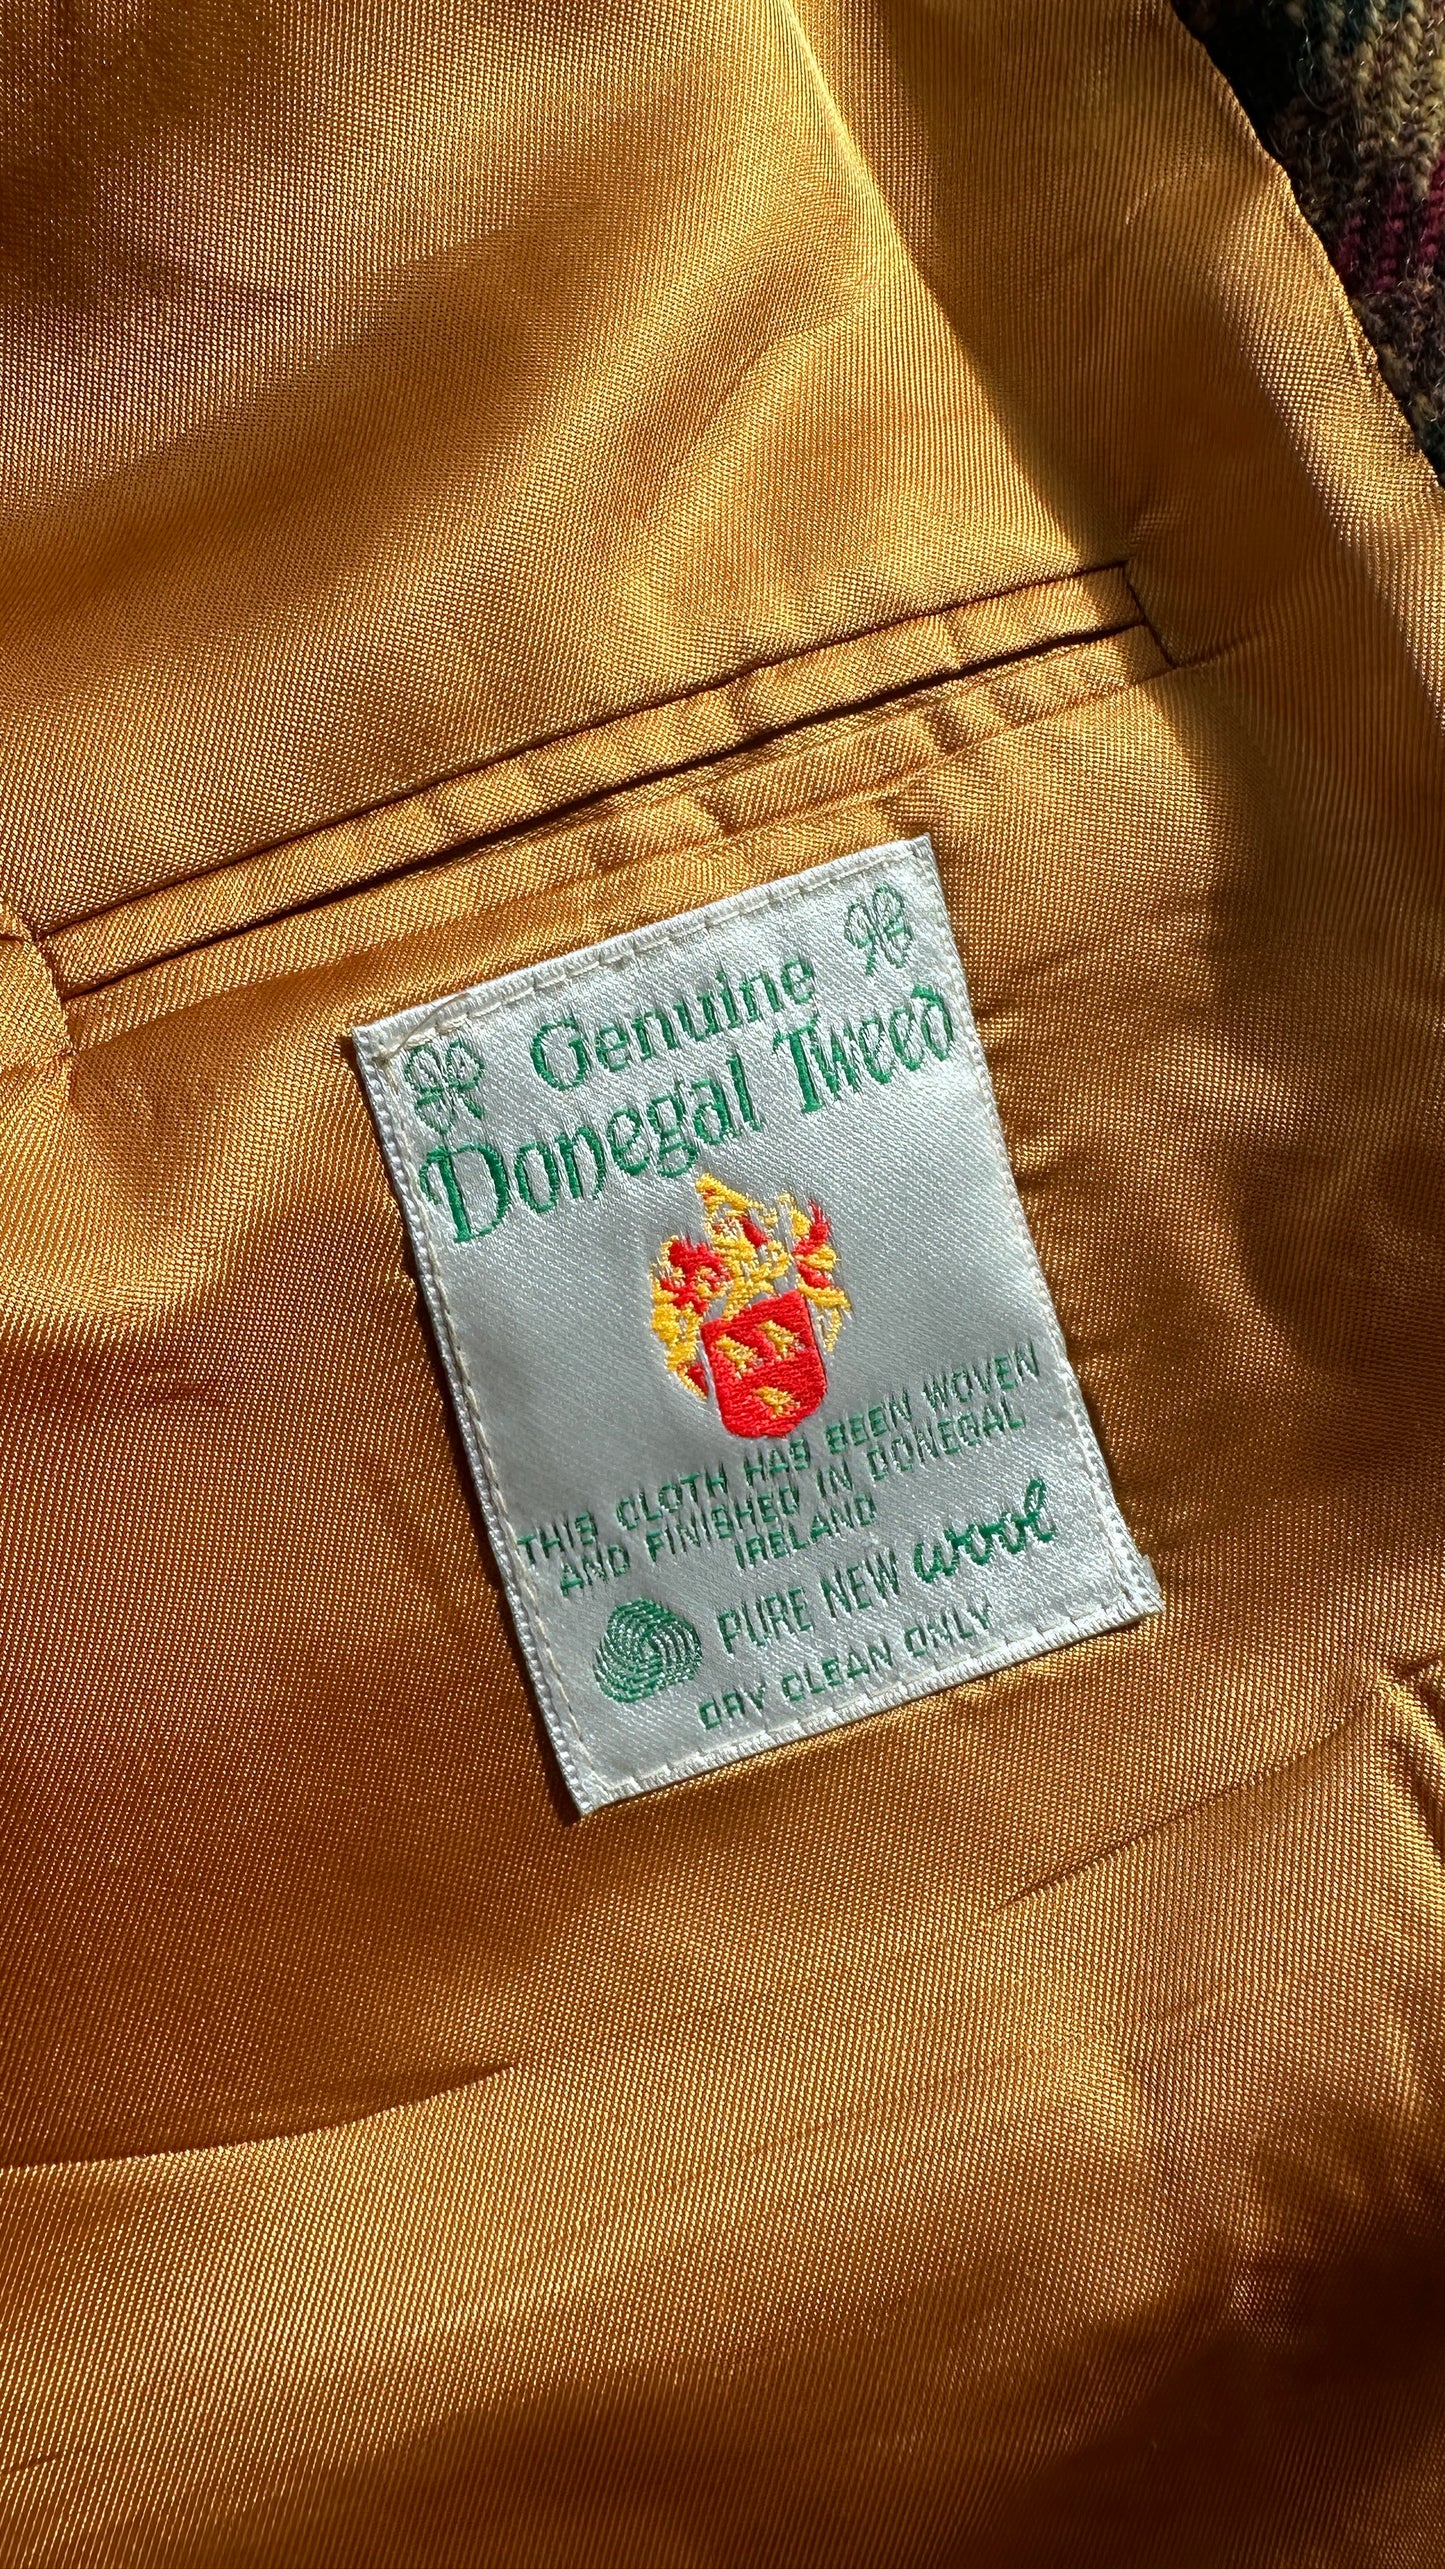 Genuine
Donegal Tweed
THIS CLOTH HAS BEEN WOVEN
AND FINISHED IN DONEGAL
IRELAND
PURE NEW wool
DRY CLEAN ONLY